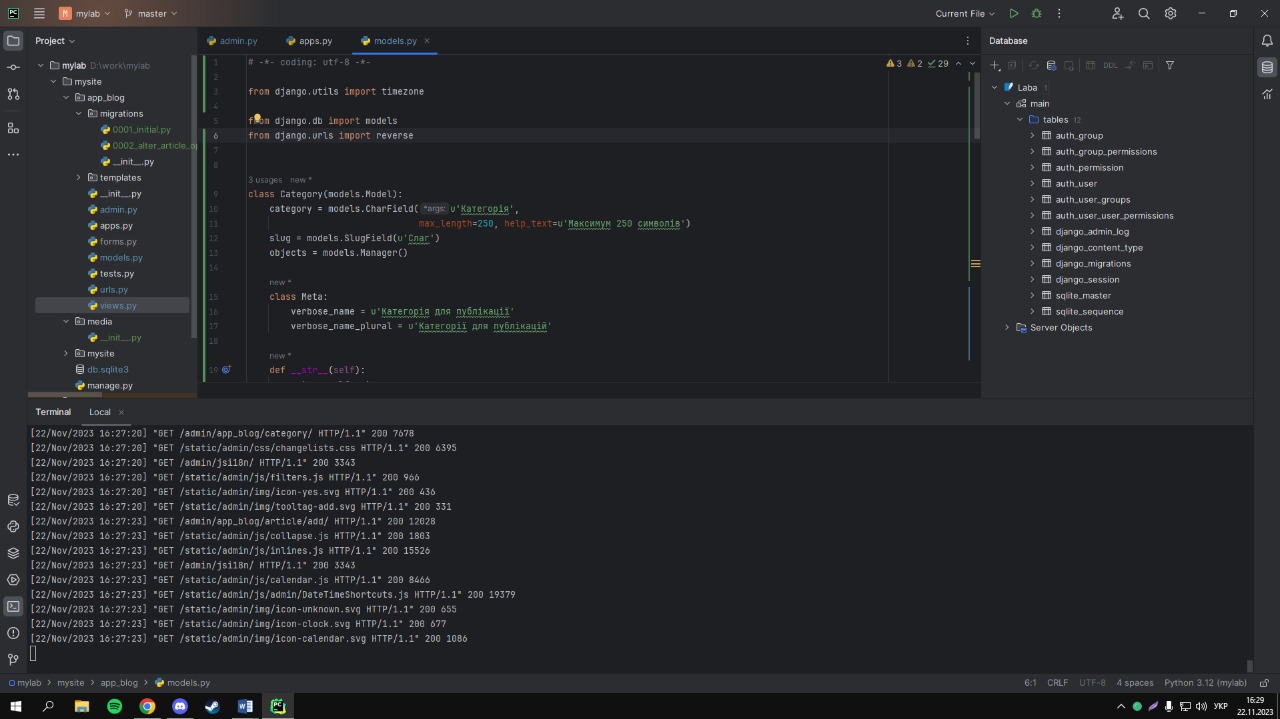 PC
M mylab
master
Current File
Project
admin.py
apps.py
models.py
Database
DDL
mylab D:\work\mylab
mysite
app_blog
migrations
0001_initial.py
0002_alter_article_op
__init__.py
templates
__init__.py
admin.py
apps.py
forms.py
models.py
tests.py
urls.py
views.py
media
__init__.py
mysite
db.sqlite3
manage.py
1 # -*- coding: utf-8 -*-
3 2 29
2
3 from django.utils import timezone
4
5 from django.db import models
6 from django.urls import reverse
7
8
3 usages new *
9 class Category(models.Model):
10 category = models.CharField( *args: u'Категорія',
11 max_length=250, help_text=u'Максимум 250 символів')
12 slug = models.SlugField(u'Слаг')
13 objects = models.Manager()
14
new *
15 class Meta:
16 verbose_name = u'Категорія для публікації'
17 verbose_name_plural = u'Категорії для публікацій'
18
new *
19 def __str__(self):
Laba
main
tables 12
auth_group
auth_group_permissions
auth_permission
auth_user
auth_user_groups
auth_user_user_permissions
django_admin_log
django_content_type
django_migrations
django_session
sqlite_master
sqlite_sequence
Server Objects
Terminal Local
[22/Nov/2023 16:27:20] "GET /admin/app_blog/category/ HTTP/1.1" 200 7678
[22/Nov/2023 16:27:20] "GET /static/admin/css/changelists.css HTTP/1.1" 200 6395
[22/Nov/2023 16:27:20] "GET /admin/jsi18n/ HTTP/1.1" 200 3343
[22/Nov/2023 16:27:20] "GET /static/admin/js/filters.js HTTP/1.1" 200 966
[22/Nov/2023 16:27:20] "GET /static/admin/img/icon-yes.svg HTTP/1.1" 200 436
[22/Nov/2023 16:27:20] "GET /static/admin/img/tooltag-add.svg HTTP/1.1" 200 331
[22/Nov/2023 16:27:23] "GET /admin/app_blog/article/add/ HTTP/1.1" 200 12028
[22/Nov/2023 16:27:23] "GET /static/admin/js/collapse.js HTTP/1.1" 200 1803
[22/Nov/2023 16:27:23] "GET /static/admin/js/inlines.js HTTP/1.1" 200 15526
[22/Nov/2023 16:27:23] "GET /admin/jsi18n/ HTTP/1.1" 200 3343
[22/Nov/2023 16:27:23] "GET /static/admin/js/calendar.js HTTP/1.1" 200 8466
[22/Nov/2023 16:27:23] "GET /static/admin/js/admin/DateTimeShortcuts.js HTTP/1.1" 200 19379
[22/Nov/2023 16:27:23] "GET /static/admin/img/icon-unknown.svg HTTP/1.1" 200 655
[22/Nov/2023 16:27:23] "GET /static/admin/img/icon-clock.svg HTTP/1.1" 200 677
[22/Nov/2023 16:27:23] "GET /static/admin/img/icon-calendar.svg HTTP/1.1" 200 1086
mylab > mysite > app_blog > models.py
6:1 CRLF UTF-8 4 spaces Python 3.12 (mylab)
W
PC
УКР
16:29
22.11.2023